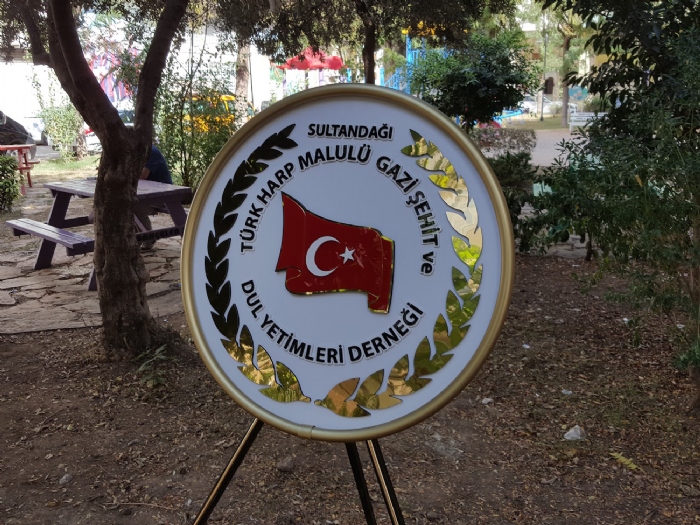 SULTANDAĞI
TÜRK HARP MALULÜ GAZİ ŞEHİT ve
DUL YETİMLERİ DERNEĞİ